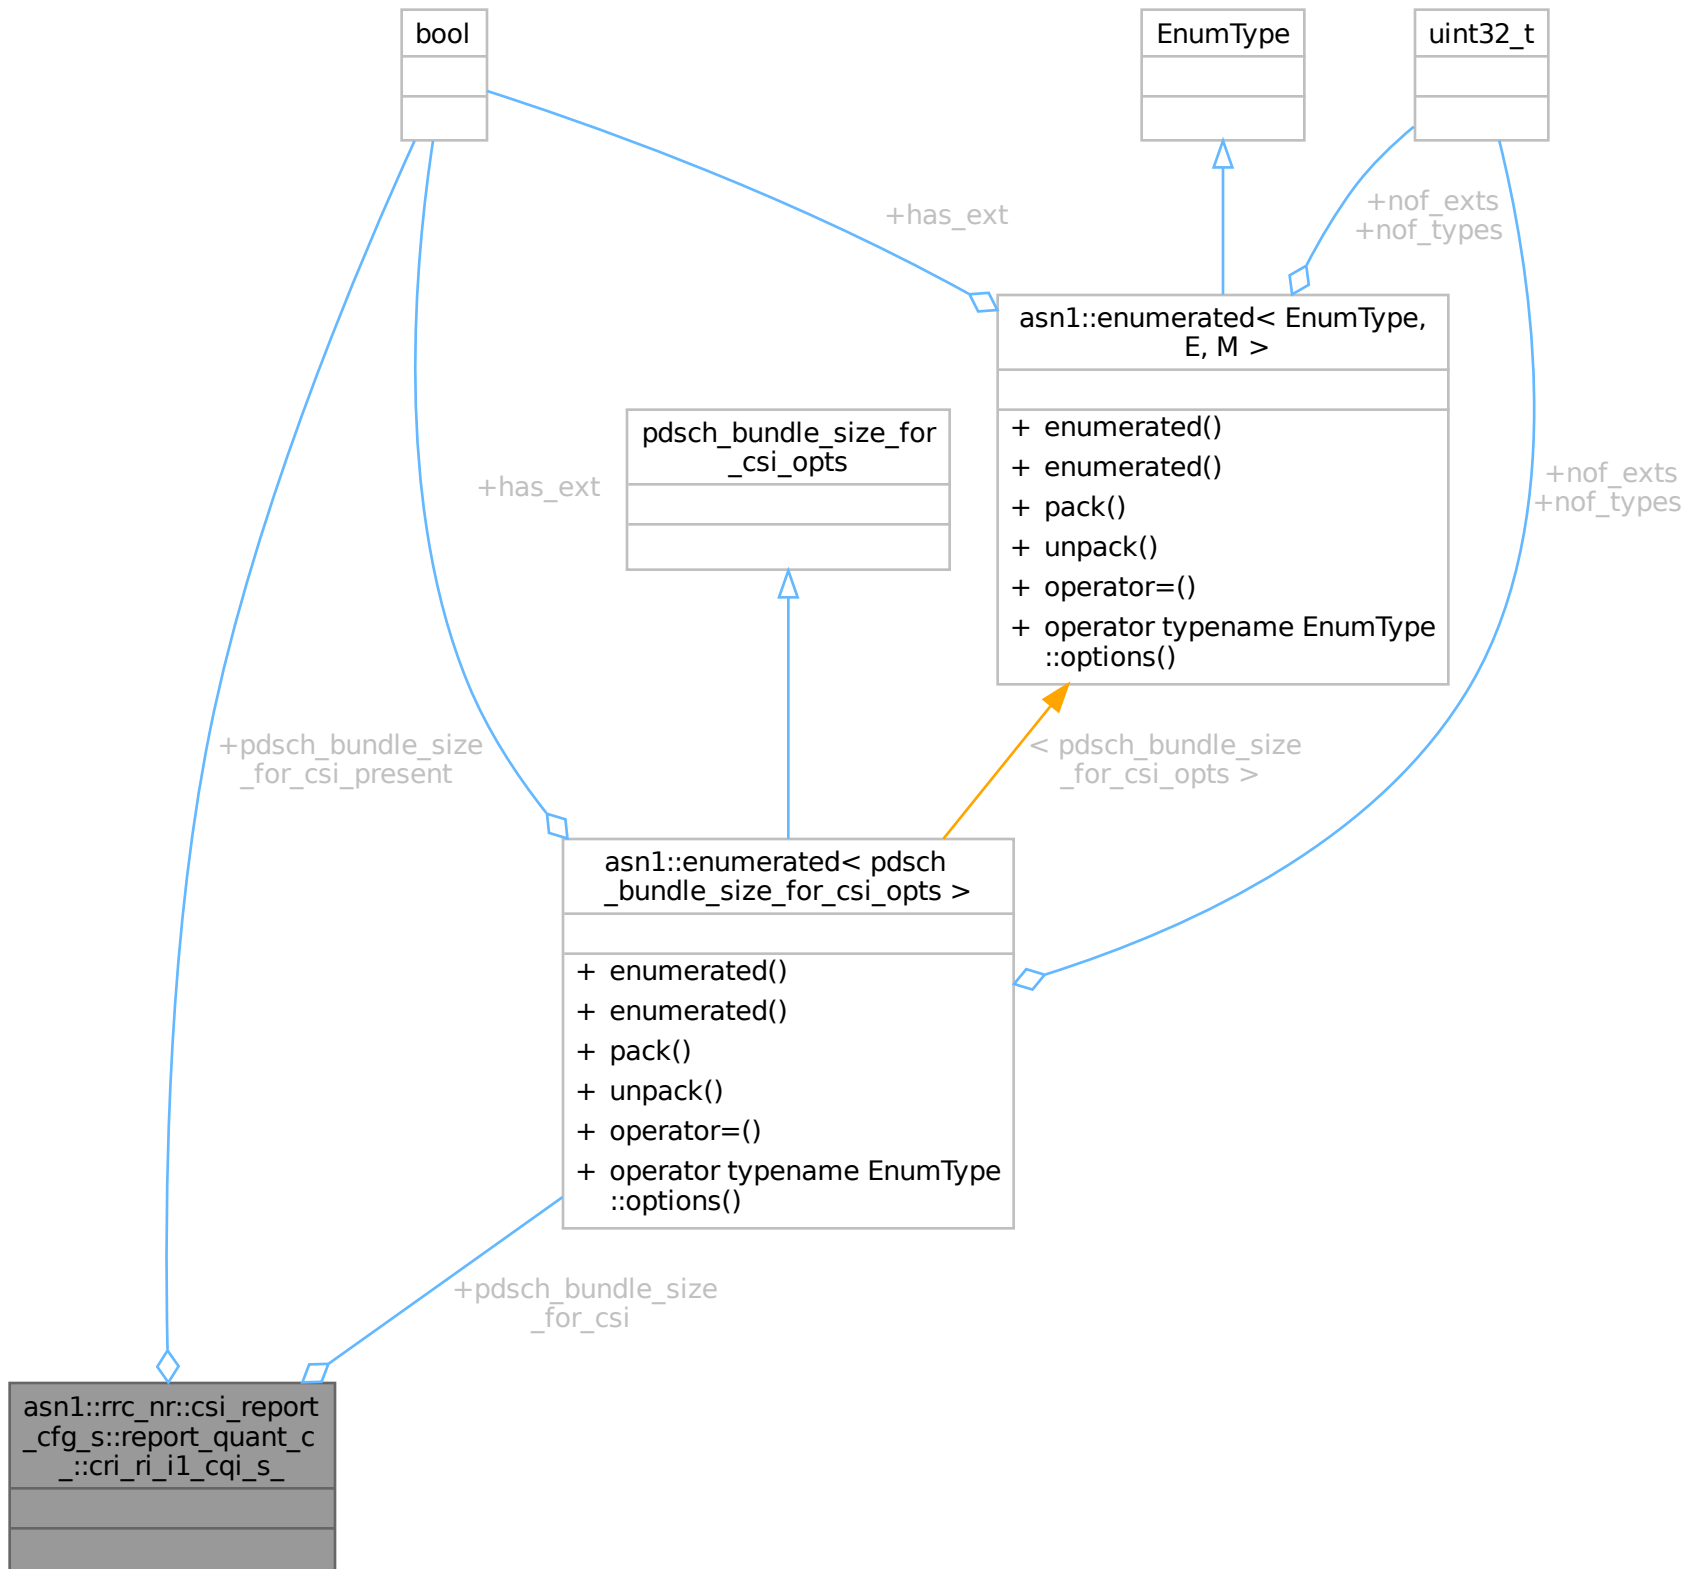 bool
EnumType
uint32_t
+has_ext
+nof_exts
+nof_types
asn1::enumerated< EnumType,
E, M >
+ enumerated()
+ enumerated()
+ pack()
+ unpack()
+ operator=()
+ operator typename EnumType
::options()
pdsch_bundle_size_for
_csi_opts
+has_ext
+nof_exts
+nof_types
+pdsch_bundle_size
_for_csi_present
< pdsch_bundle_size
_for_csi_opts >
asn1::enumerated< pdsch
_bundle_size_for_csi_opts >
+ enumerated()
+ enumerated()
+ pack()
+ unpack()
+ operator=()
+ operator typename EnumType
::options()
+pdsch_bundle_size
_for_csi
asn1::rrc_nr::csi_report
_cfg_s::report_quant_c
_::cri_ri_i1_cqi_s_